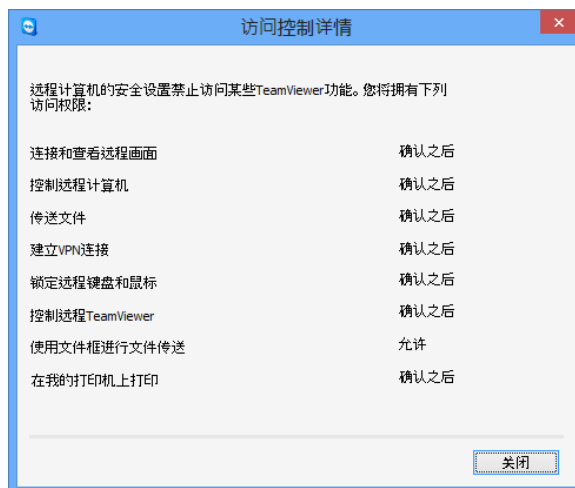 访问控制详情
远程计算机的安全设置禁止访问某些TeamViewer功能。您将拥有下列
访问权限:
连接和查看远程画面 确认之后
控制远程计算机 确认之后
传送文件 确认之后
建立VPN连接 确认之后
锁定远程键盘和鼠标 确认之后
控制远程TeamViewer 确认之后
使用文件框进行文件传送 允许
在我的打印机上打印 确认之后
关闭